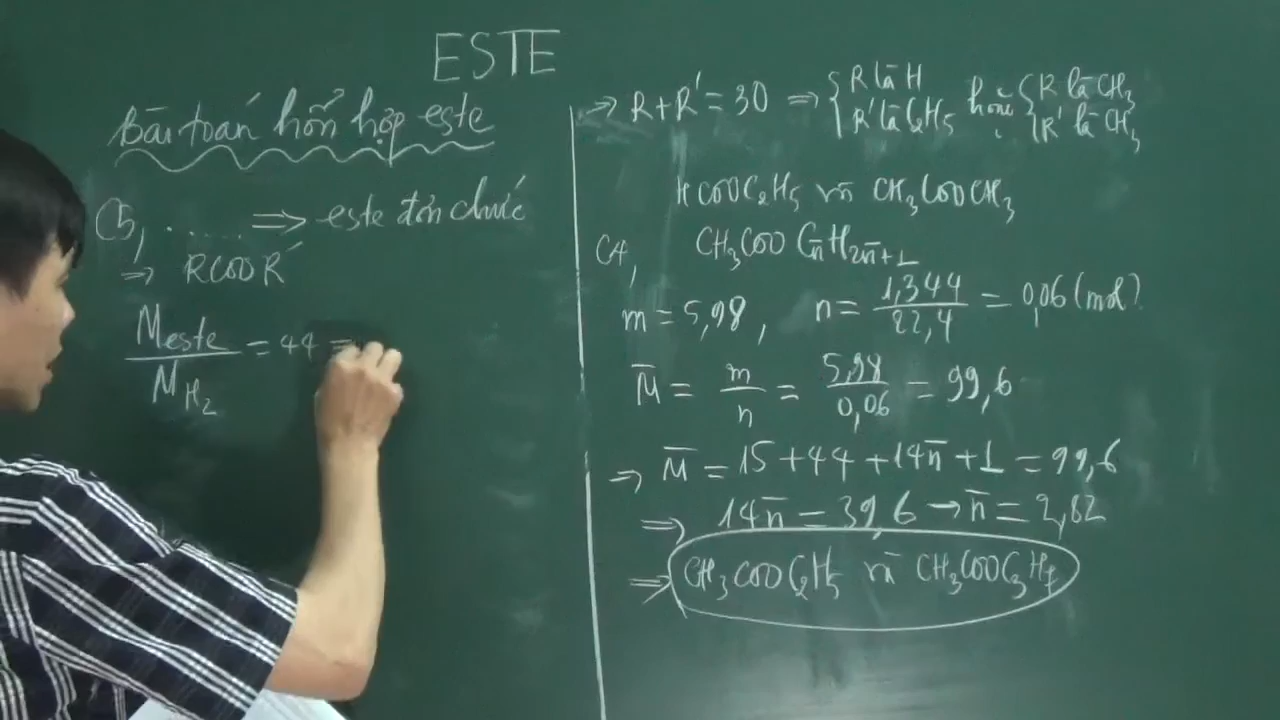 ESTE
Bài toán hỗn hợp este
C5, ........ ⟹ este đơn chức
⟹ RCOOR'
Meste / MH₂ = 44 =
=> R+R' = 30 ⟹ { R là H hoặc { R là CH₃
{ R' là C₂H₅ { R' là CH₃
HCOOC₂H₅ và CH₃COOCH₃
C4, CH₃COO Cn̄H2n̄+1
m = 5,98, n = 1,344 / 22,4 = 0,06 (mol)
M̄ = m / n = 5,98 / 0,06 = 99,6
=> M̄ = 15 + 44 + 14n̄ + 1 = 99,6
=> 14n̄ = 39,6 → n̄ = 2,82
=> CH₃COOC₂H₅ và CH₃COOC₃H₇